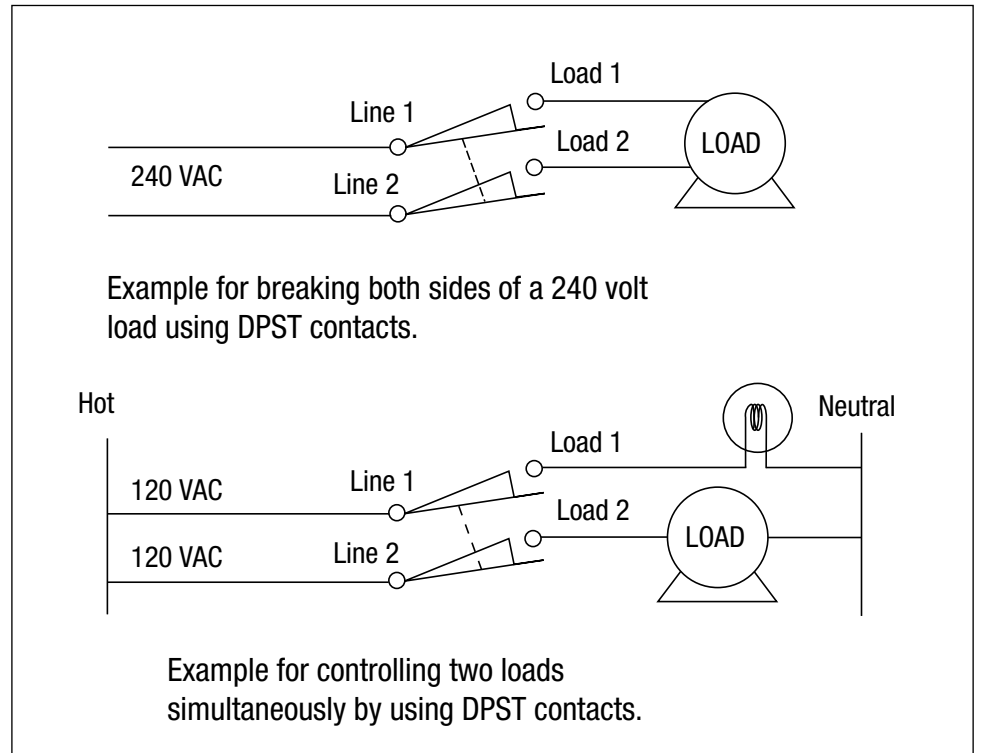 Load 1
Line 1
LOAD
Load 2
240 VAC
Line 2
Example for breaking both sides of a 240 volt
load using DPST contacts.
Hot
Neutral
Load 1
120 VAC
Line 1
Load 2
LOAD
120 VAC
Line 2
Example for controlling two loads
simultaneously by using DPST contacts.